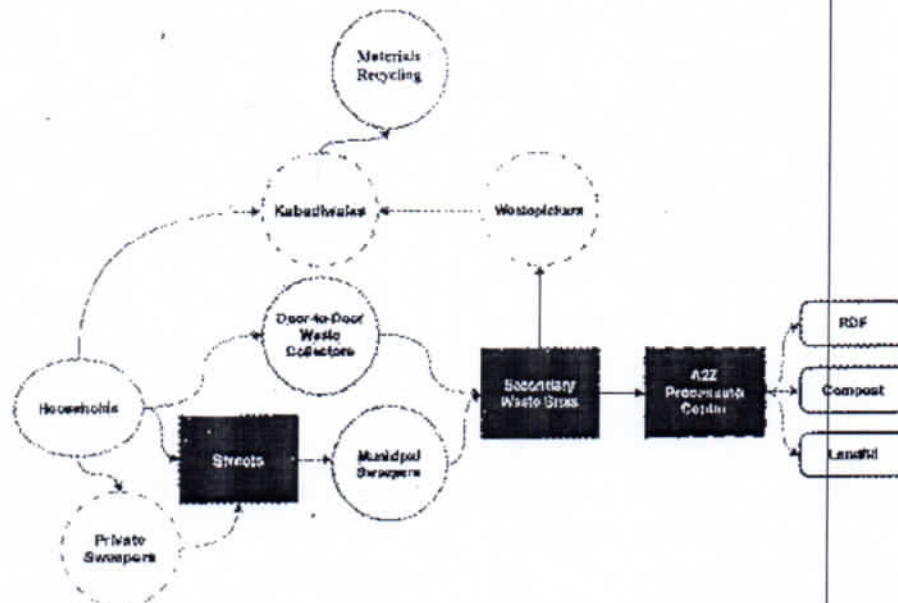 Materials
Recycling
Kabadiwalas
Wastepickers
Door-to-Door
Waste
Collectors
RDF
Secondary
Waste Sites
A2Z
Processing
Center
Compost
Households
Streets
Municipal
Sweepers
Landfill
Private
Sweepers